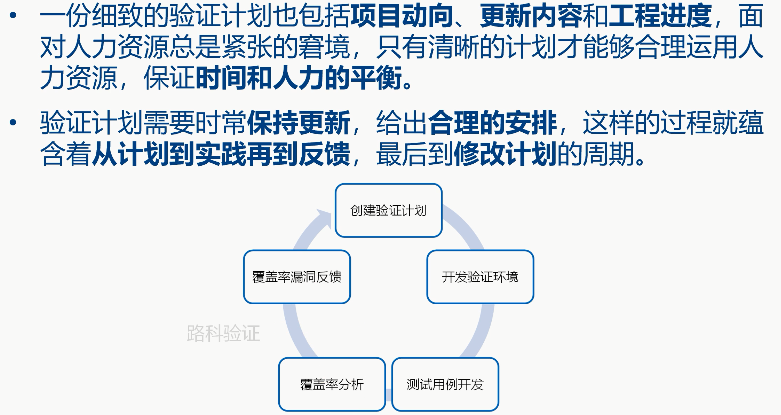 • 一份细致的验证计划也包括项目动向、更新内容和工程进度，面
对人力资源总是紧张的窘境，只有清晰的计划才能够合理运用人
力资源，保证时间和人力的平衡。
• 验证计划需要时常保持更新，给出合理的安排，这样的过程就蕴
含着从计划到实践再到反馈，最后到修改计划的周期。
创建验证计划
覆盖率漏洞反馈
开发验证环境
路科验证
覆盖率分析
测试用例开发